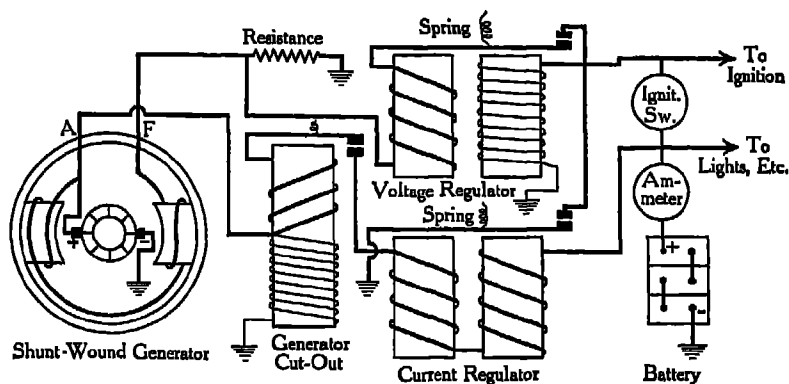 Spring
Resistance
To
Ignition
Ignit.
Sw.
A
F
Voltage Regulator
To
Lights, Etc.
Am-
meter
Spring
+
-
+
-
Shunt-Wound Generator
Generator
Cut-Out
Current Regulator
Battery